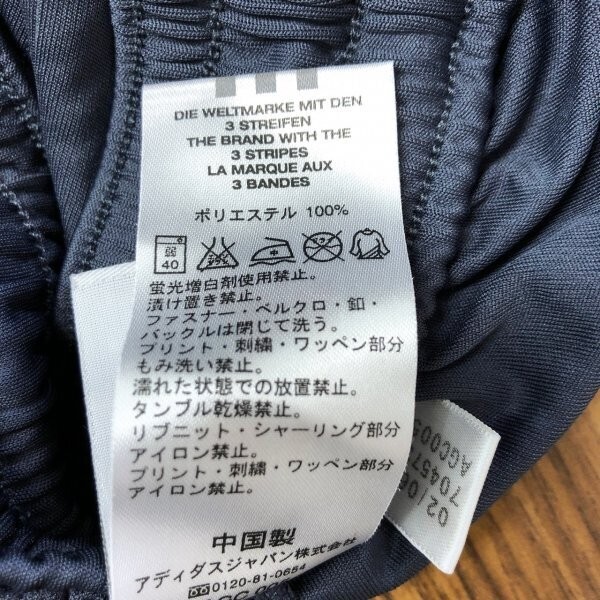 DIE WELTMARKE MIT DEN
3 STREIFEN
THE BRAND WITH THE
3 STRIPES
LA MARQUE AUX
3 BANDES
ポリエステル 100%
40
蛍光増白剤使用禁止。
漬け置き禁止。
ファスナー・ベルクロ・釦・
バックルは閉じて洗う。
プリント・刺繍・ワッペン部分
もみ洗い禁止。
濡れた状態での放置禁止。
タンブル乾燥禁止。
リブニット・シャーリング部分
アイロン禁止。
プリント・刺繍・ワッペン部分
アイロン禁止。
中国製
アディダスジャパン株式会社
0120-81-0654
02/06
70457
AGC005